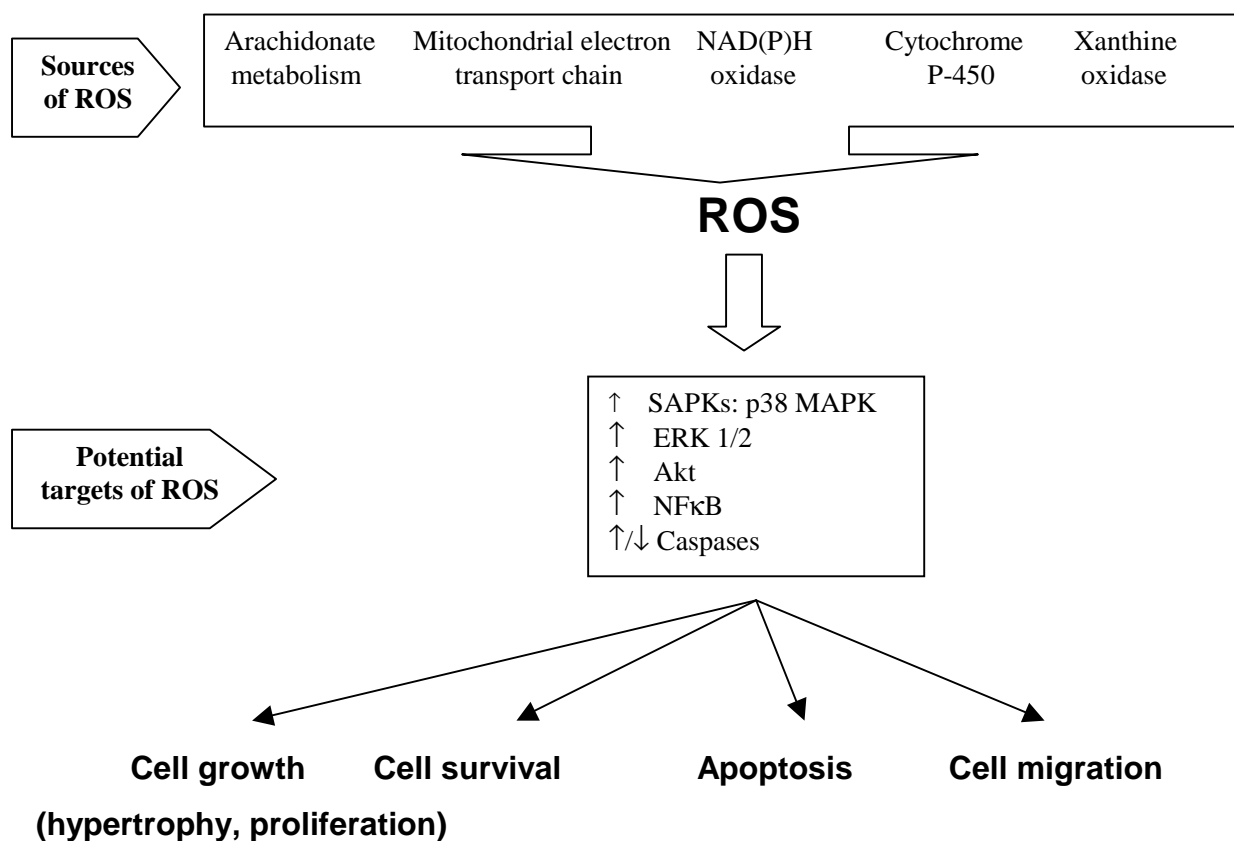 Sources
of ROS
Arachidonate
metabolism
Mitochondrial electron
transport chain
NAD(P)H
oxidase
Cytochrome
P-450
Xanthine
oxidase
ROS
Potential
targets of ROS
↑ SAPKs: p38 MAPK
↑ ERK 1/2
↑ Akt
↑ NFκB
↑/↓ Caspases
Cell growth
(hypertrophy, proliferation)
Cell survival
Apoptosis
Cell migration